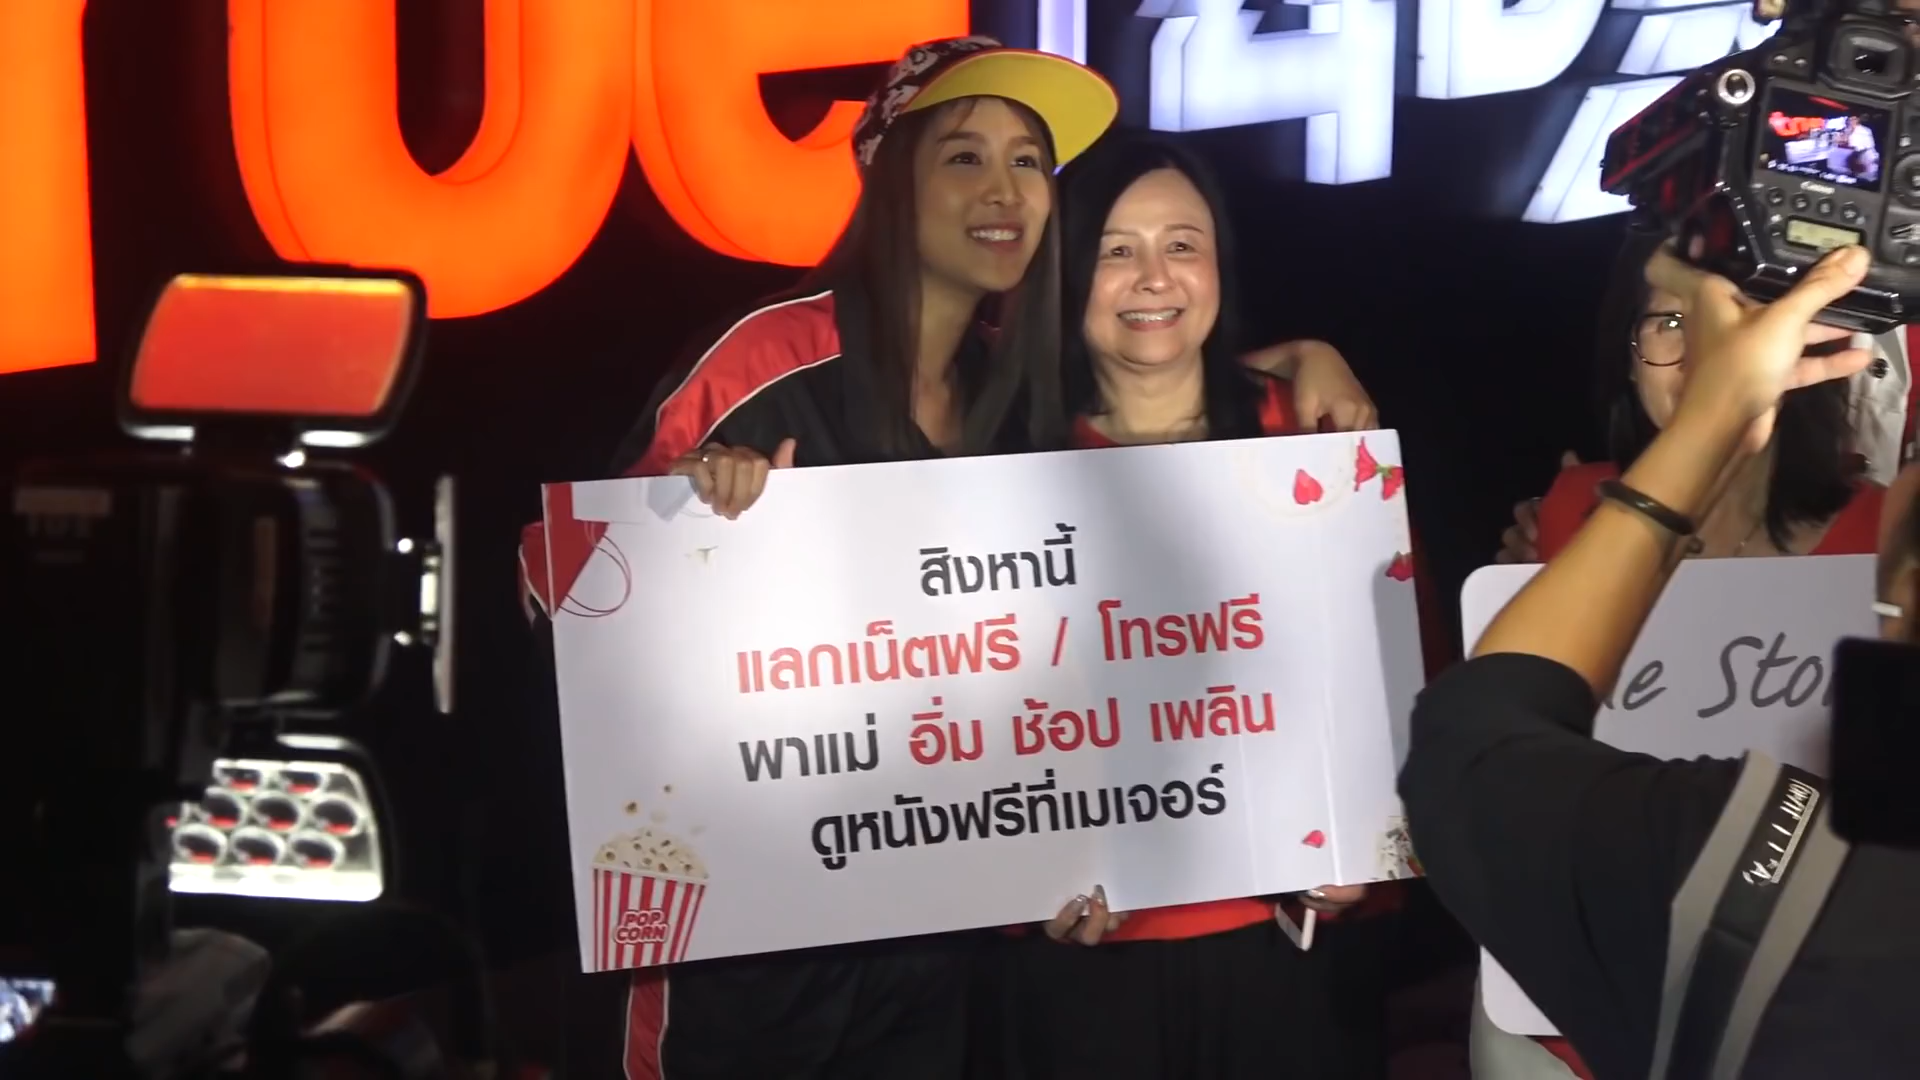 true
สิงหานี้
แลกเน็ตฟรี / โทรฟรี
พาแม่ อิ่ม ช้อป เพลิน
ดูหนังฟรีที่เมเจอร์
POP
CORN
Canon